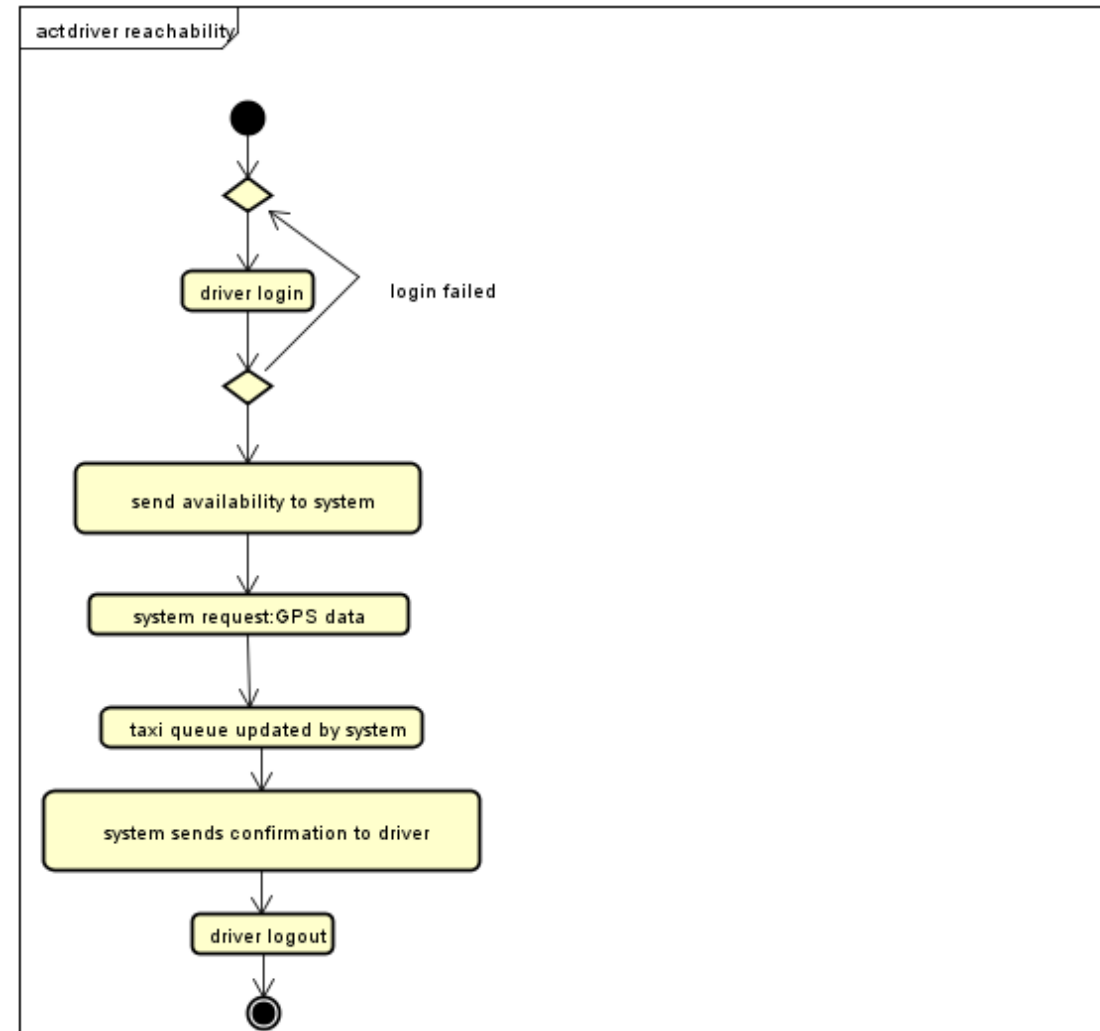 actdriver reachability
driver login
login failed
send availability to system
system request:GPS data
taxi queue updated by system
system sends confirmation to driver
driver logout